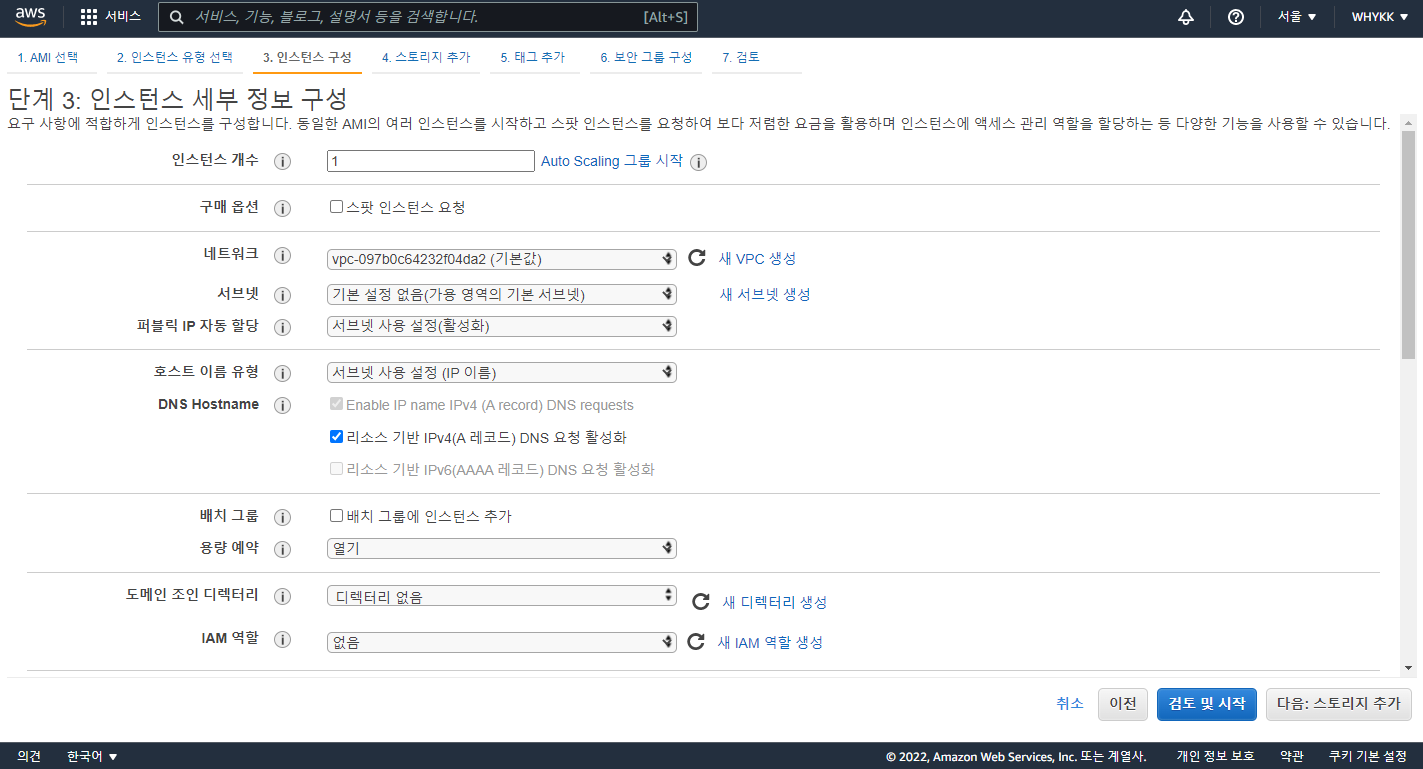 aws 서비스 서비스, 기능, 블로그, 설명서 등을 검색합니다. [Alt+S] 서울 ▼ WHYKK ▼
1. AMI 선택 2. 인스턴스 유형 선택 3. 인스턴스 구성 4. 스토리지 추가 5. 태그 추가 6. 보안 그룹 구성 7. 검토
단계 3: 인스턴스 세부 정보 구성
요구 사항에 적합하게 인스턴스를 구성합니다. 동일한 AMI의 여러 인스턴스를 시작하고 스팟 인스턴스를 요청하여 보다 저렴한 요금을 활용하며 인스턴스에 액세스 관리 역할을 할당하는 등 다양한 기능을 사용할 수 있습니다.
인스턴스 개수 1 Auto Scaling 그룹 시작
구매 옵션 스팟 인스턴스 요청
네트워크 vpc-097b0c64232f04da2 (기본값) 새 VPC 생성
서브넷 기본 설정 없음(가용 영역의 기본 서브넷) 새 서브넷 생성
퍼블릭 IP 자동 할당 서브넷 사용 설정(활성화)
호스트 이름 유형 서브넷 사용 설정 (IP 이름)
DNS Hostname Enable IP name IPv4 (A record) DNS requests
리소스 기반 IPv4(A 레코드) DNS 요청 활성화
리소스 기반 IPv6(AAAA 레코드) DNS 요청 활성화
배치 그룹 배치 그룹에 인스턴스 추가
용량 예약 열기
도메인 조인 디렉터리 디렉터리 없음 새 디렉터리 생성
IAM 역할 없음 새 IAM 역할 생성
취소 이전 검토 및 시작 다음: 스토리지 추가
의견 한국어 ▼ © 2022, Amazon Web Services, Inc. 또는 계열사. 개인 정보 보호 약관 쿠키 기본 설정